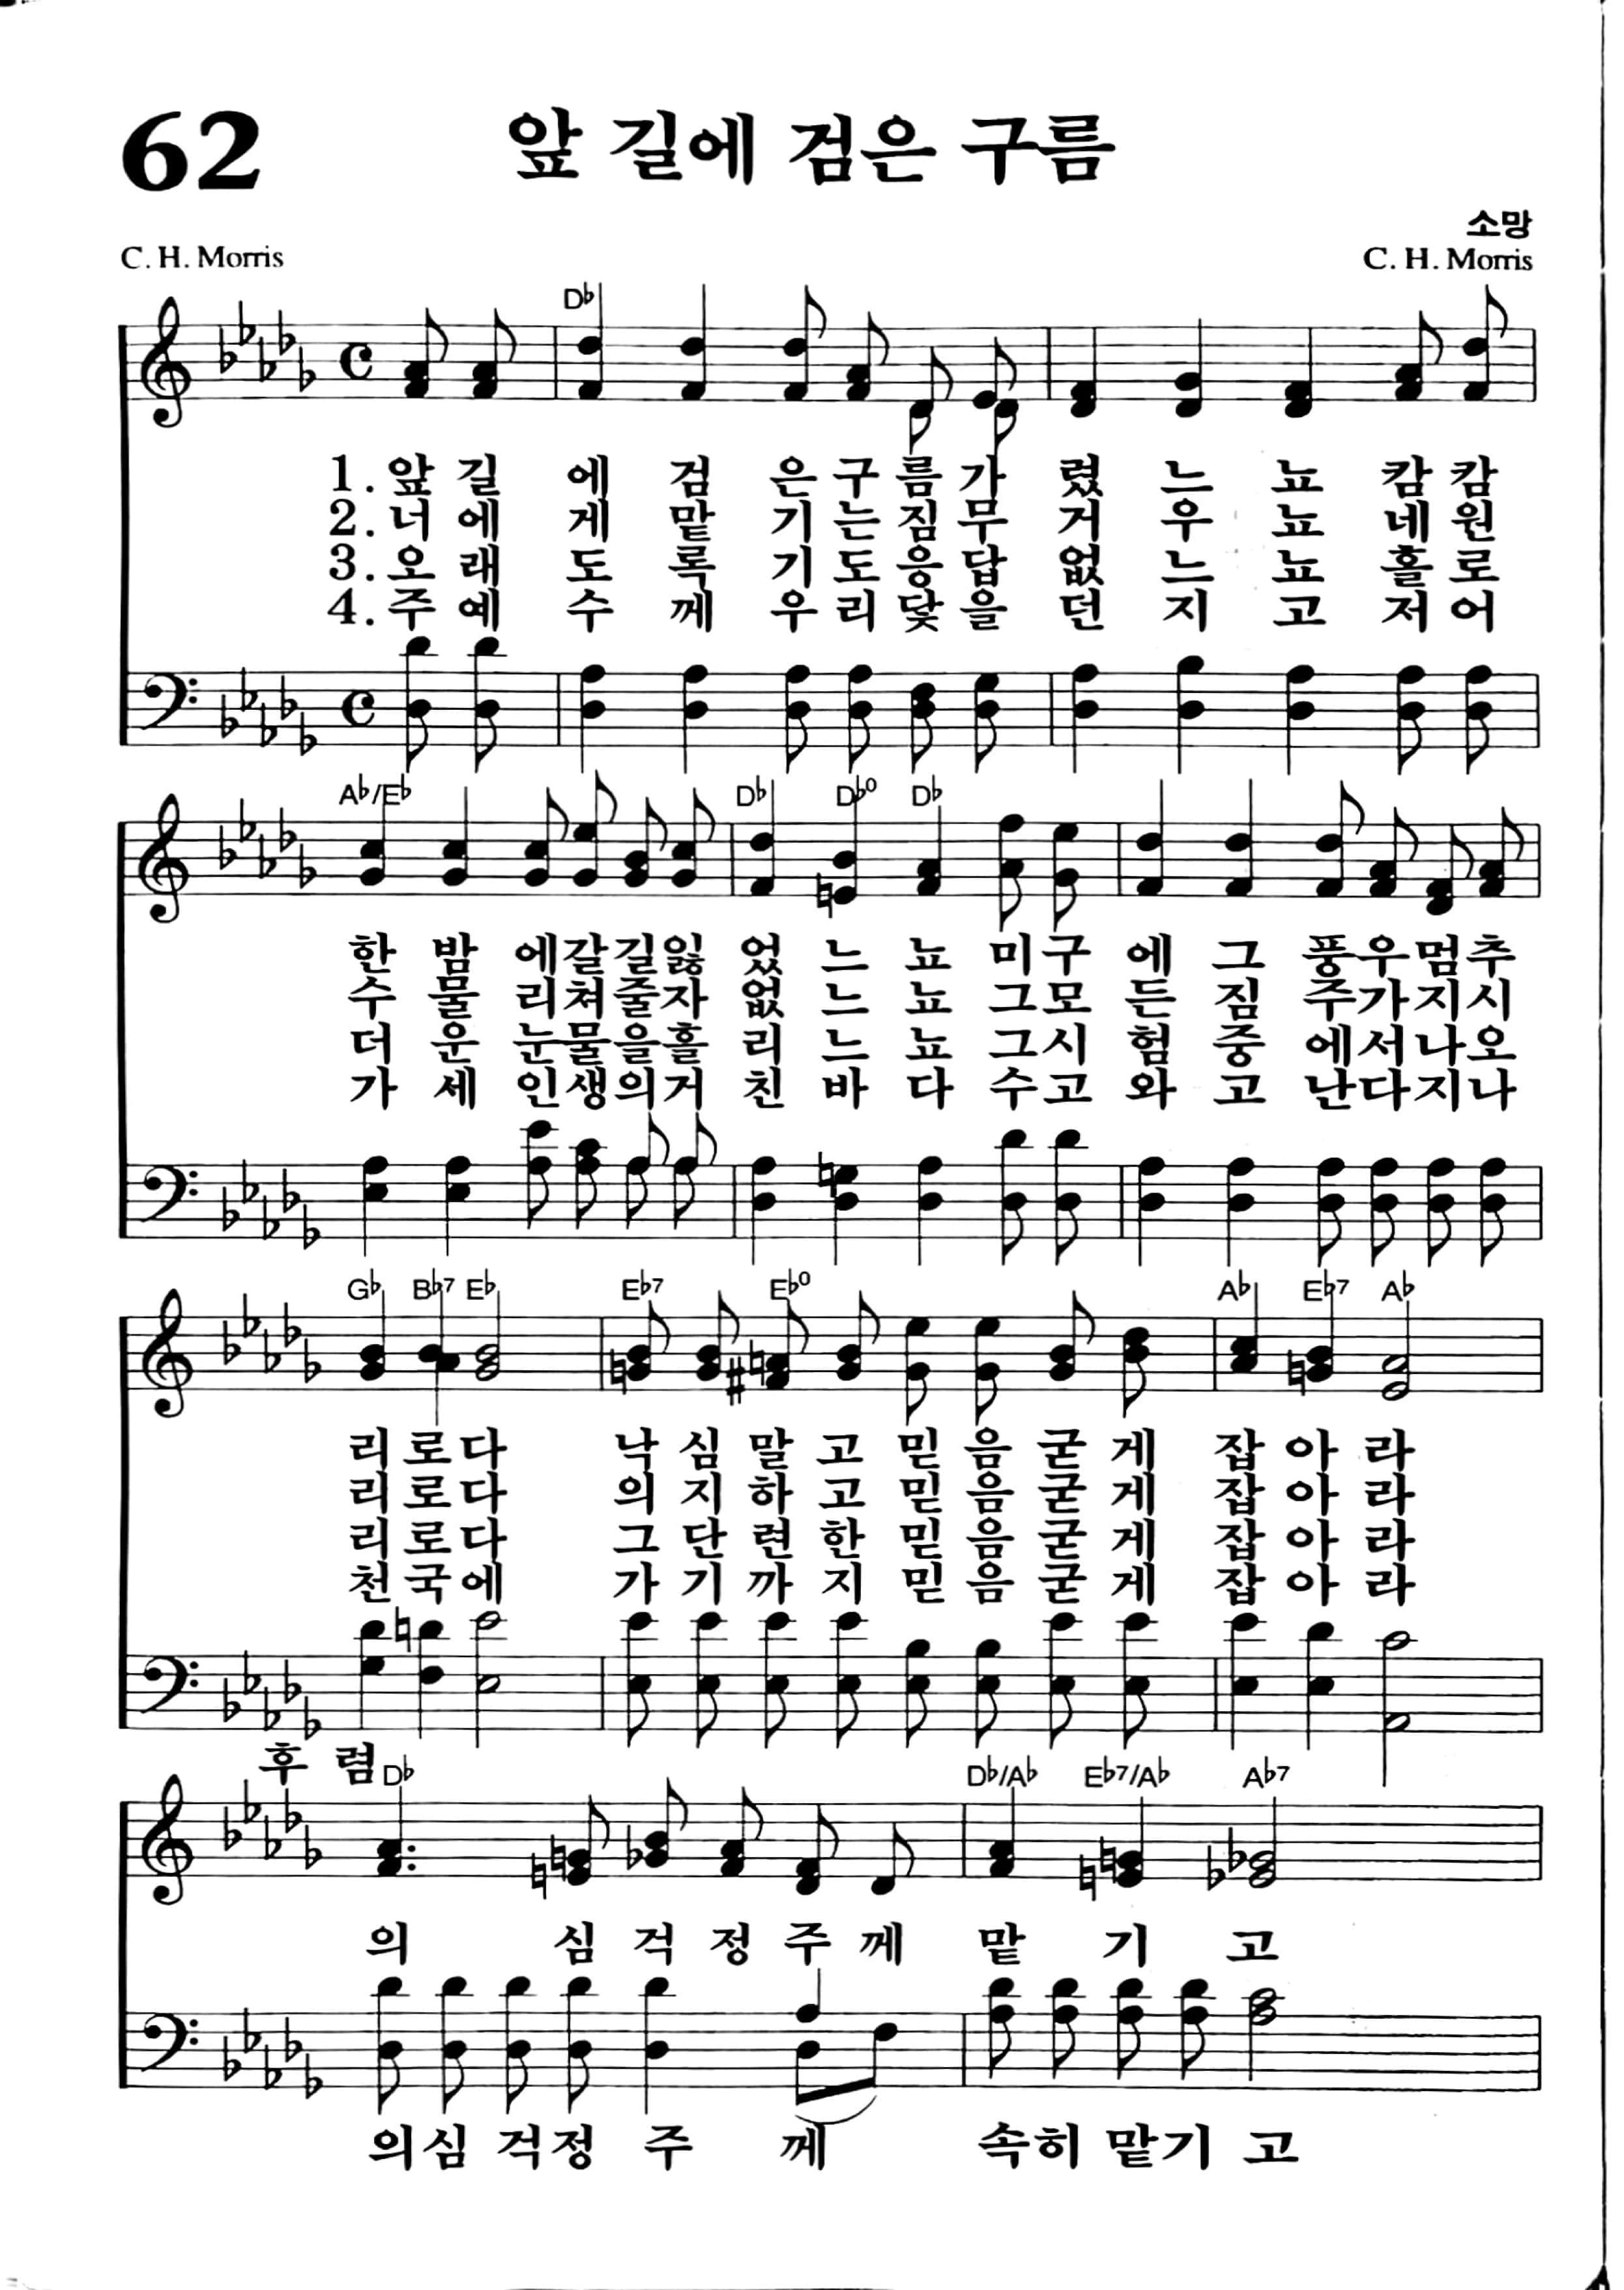 62
앞 길에 검은 구름
소망
C. H. Morris
C. H. Morris
D♭
1. 앞 길 에 검 은 구 름 가 렸 느 뇨 캄 캄
2. 너 에 게 맡 기 는 짐 무 거 우 뇨 네 원
3. 오 래 도 록 기 도 응 답 없 느 뇨 홀 로
4. 주 예 수 께 우 리 닻 을 던 지 고 저 어
A♭/E♭ D♭ D♭o D♭
한 밤 에 갈 길 잃 었 느 뇨 미 구 에 그 풍 우 멈 추
수 물 리 쳐 줄 자 없 느 뇨 그 모 든 짐 주 가 지 시
더 운 눈 물 을 흘 리 느 뇨 그 시 험 중 에 서 나 오
가 세 인 생 의 거 친 바 다 수 고 와 고 난 다 지 나
G♭ B♭7 E♭ E♭7 E♭o A♭ E♭7 A♭
리 로 다 낙 심 말 고 믿 음 굳 게 잡 아 라
리 로 다 의 지 하 고 믿 음 굳 게 잡 아 라
리 로 다 그 단 련 한 믿 음 굳 게 잡 아 라
천 국 에 가 기 까 지 믿 음 굳 게 잡 아 라
후 렴 D♭ D♭/A♭ E♭7/A♭ A♭7
의 심 걱 정 주 께 맡 기 고
의심 걱정 주 께 속히 맡기 고